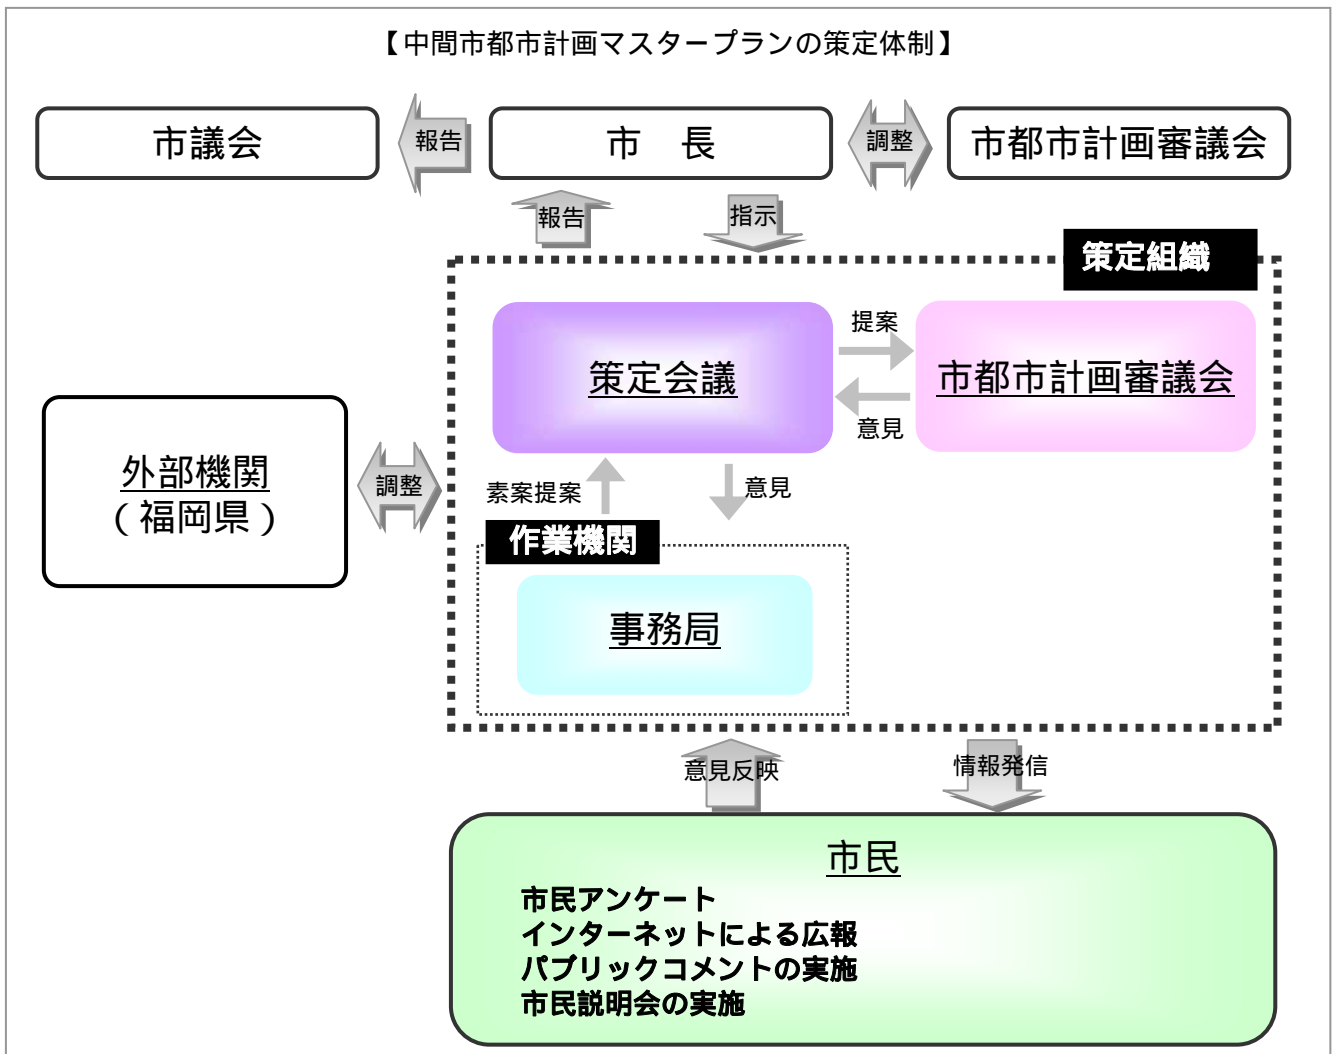 【中間市都市計画マスタープランの策定体制】
市議会
報告
市　長
調整
市都市計画審議会
報告
指示
策定組織
策定会議
提案
意見
市都市計画審議会
外部機関
（福岡県）
調整
素案提案
意見
作業機関
事務局
意見反映
情報発信
市民
市民アンケート
インターネットによる広報
パブリックコメントの実施
市民説明会の実施